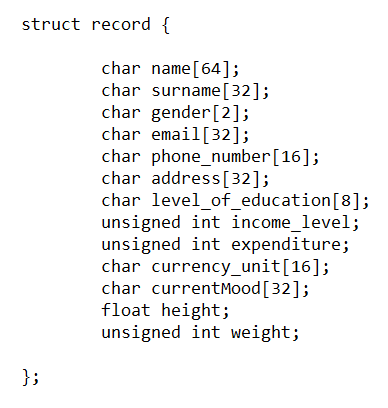 struct record {
char name[64];
char surname[32];
char gender[2];
char email[32];
char phone_number[16];
char address[32];
char level_of_education[8];
unsigned int income_level;
unsigned int expenditure;
char currency_unit[16];
char currentMood[32];
float height;
unsigned int weight;
};